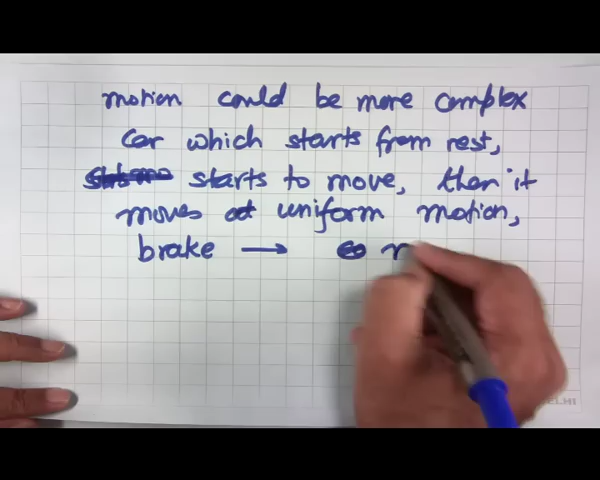 motion could be more complex
Car which starts from rest,
starts to move, then it
moves at uniform motion,
brake →